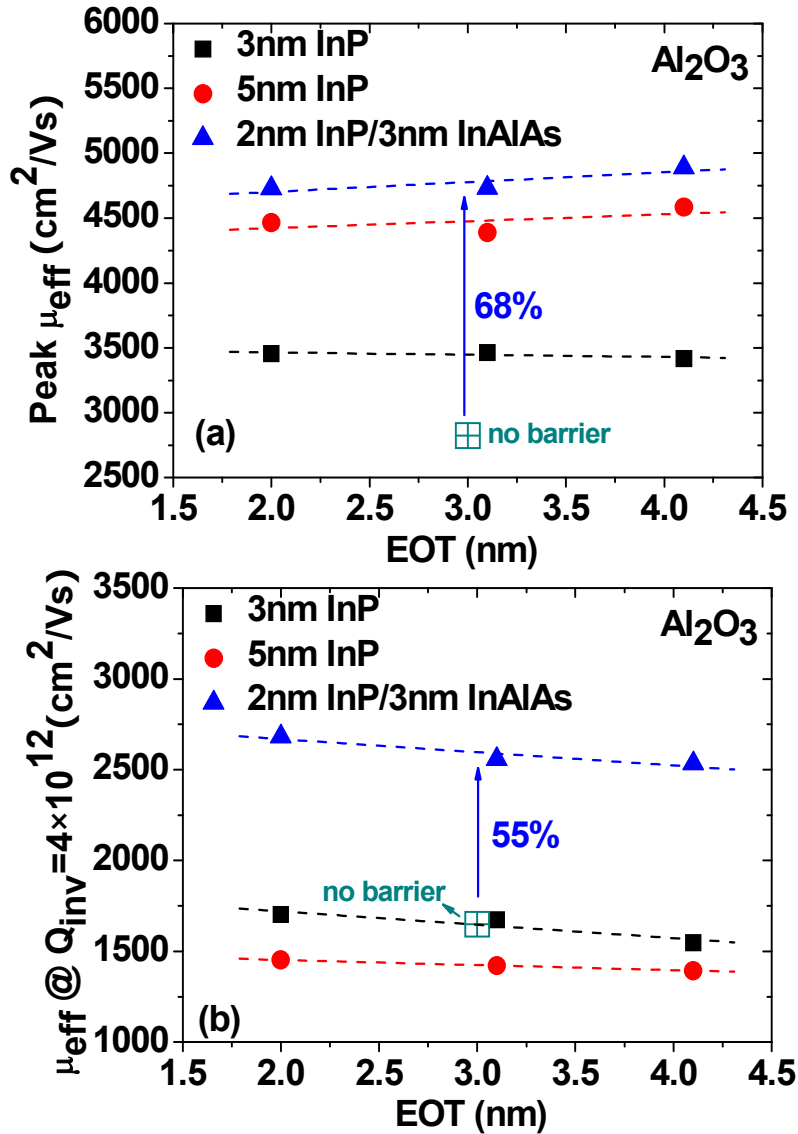 6000
5500
5000
4500
4000
3500
3000
2500
Peak μeff (cm²/Vs)
3nm InP
5nm InP
2nm InP/3nm InAlAs
Al₂O₃
68%
no barrier
(a)
1.5 2.0 2.5 3.0 3.5 4.0 4.5
EOT (nm)
3500
3000
2500
2000
1500
1000
μeff @ Qinv=4×10¹²(cm²/Vs)
3nm InP
5nm InP
2nm InP/3nm InAlAs
Al₂O₃
55%
no barrier
(b)
1.5 2.0 2.5 3.0 3.5 4.0 4.5
EOT (nm)